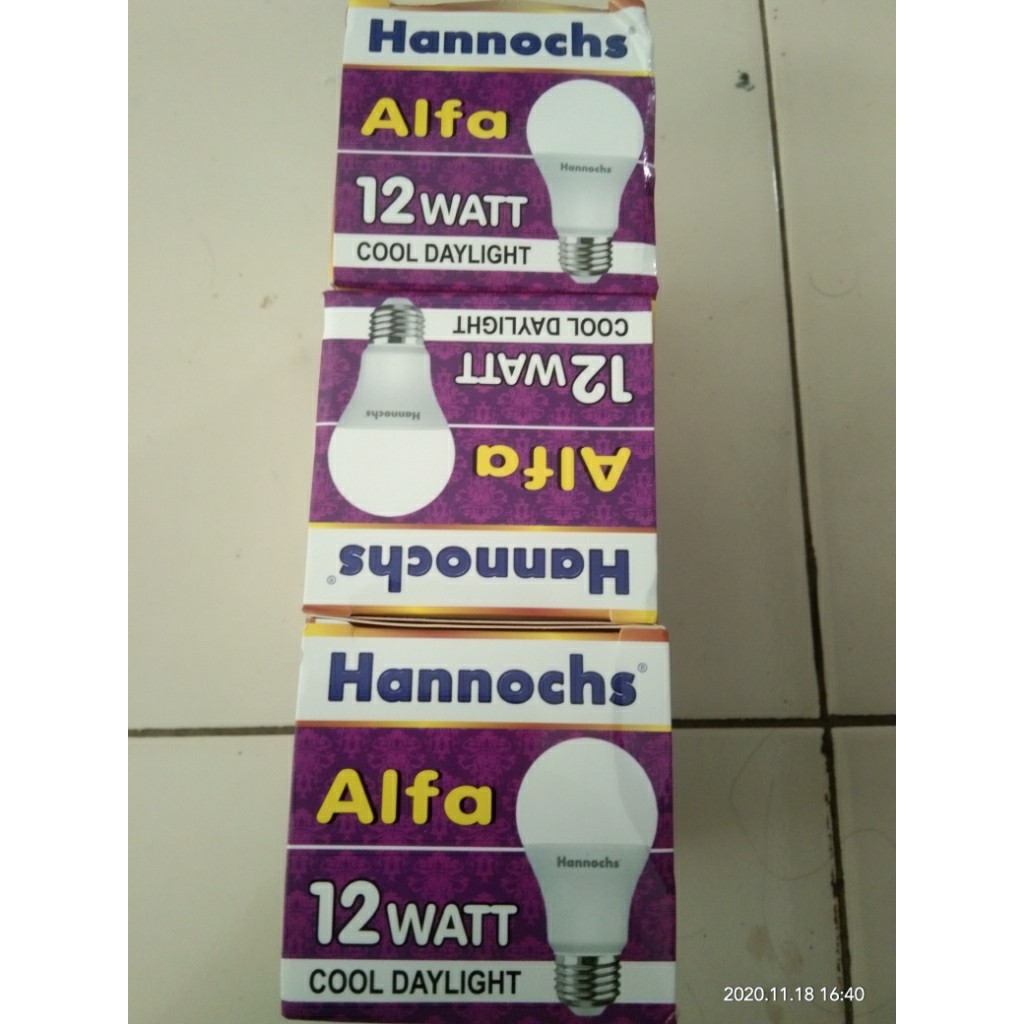 Hannochs®
Alfa
Hannochs
12 WATT
COOL DAYLIGHT
Hannochs®
Alfa
Hannochs
12 WATT
COOL DAYLIGHT
Hannochs®
Alfa
Hannochs
12 WATT
COOL DAYLIGHT
2020.11.18 16:40